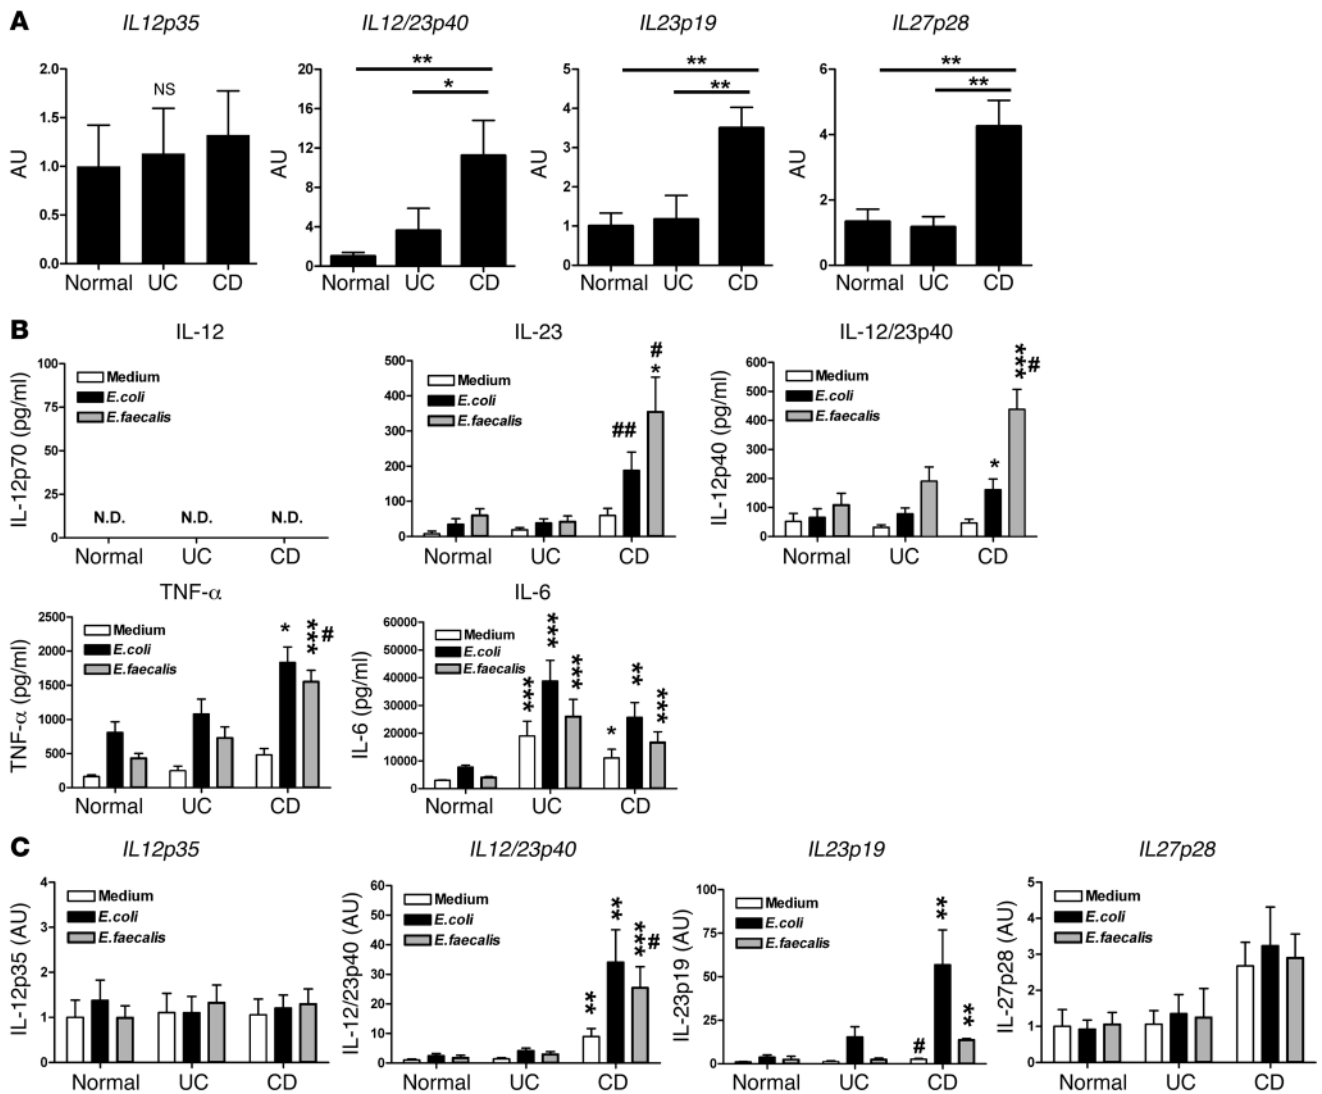 A
IL12p35
IL12/23p40
IL23p19
IL27p28
AU
2.0
1.5
1.0
0.5
0.0
NS
Normal UC CD
AU
20
16
12
8
4
0
**
*
Normal UC CD
AU
5
4
3
2
1
0
**
**
Normal UC CD
AU
6
4
2
0
**
**
Normal UC CD
B
IL-12
IL-12p70 (pg/ml)
100
75
50
25
0
Medium
E.coli
E.faecalis
N.D. N.D. N.D.
Normal UC CD
IL-23
500
400
300
200
100
0
Medium
E.coli
E.faecalis
##
#
*
Normal UC CD
IL-12/23p40
IL-12p40 (pg/ml)
600
500
400
300
200
100
0
Medium
E.coli
E.faecalis
*
***
#
Normal UC CD
TNF-α
TNF-α (pg/ml)
2500
2000
1500
1000
500
0
Medium
E.coli
E.faecalis
*
***
#
Normal UC CD
IL-6
IL-6 (pg/ml)
60000
50000
40000
30000
20000
10000
0
Medium
E.coli
E.faecalis
***
***
***
*
**
***
Normal UC CD
C
IL12p35
IL-12p35 (AU)
4
3
2
1
0
Medium
E.coli
E.faecalis
Normal UC CD
IL12/23p40
IL-12/23p40 (AU)
60
50
40
30
20
10
0
Medium
E.coli
E.faecalis
**
**
***
#
Normal UC CD
IL23p19
IL-23p19 (AU)
100
75
50
25
0
Medium
E.coli
E.faecalis
#
**
**
Normal UC CD
IL27p28
IL-27p28 (AU)
5
4
3
2
1
0
Medium
E.coli
E.faecalis
Normal UC CD